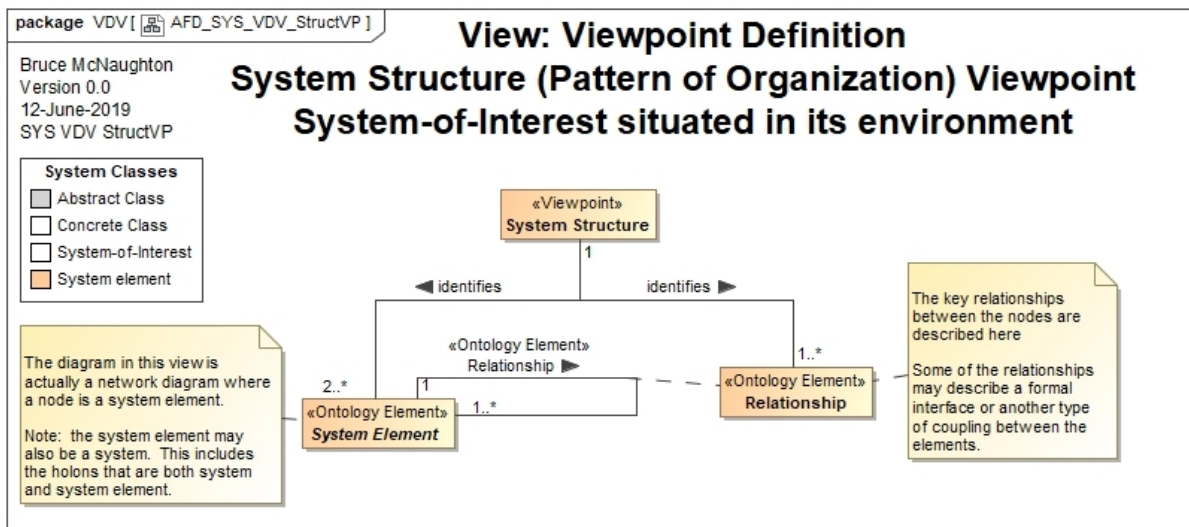 package VDV [ AFD_SYS_VDV_StructVP ]
View: Viewpoint Definition
System Structure (Pattern of Organization) Viewpoint
System-of-Interest situated in its environment
Bruce McNaughton
Version 0.0
12-June-2019
SYS VDV StructVP
System Classes
Abstract Class
Concrete Class
System-of-Interest
System element
«Viewpoint»
System Structure
1
identifies
identifies
The key relationships
between the nodes are
described here
Some of the relationships
may describe a formal
interface or another type
of coupling between the
elements.
The diagram in this view is
actually a network diagram where
a node is a system element.
Note: the system element may
also be a system. This includes
the holons that are both system
and system element.
«Ontology Element»
Relationship
2..*
1
1..*
1..*
«Ontology Element»
System Element
«Ontology Element»
Relationship